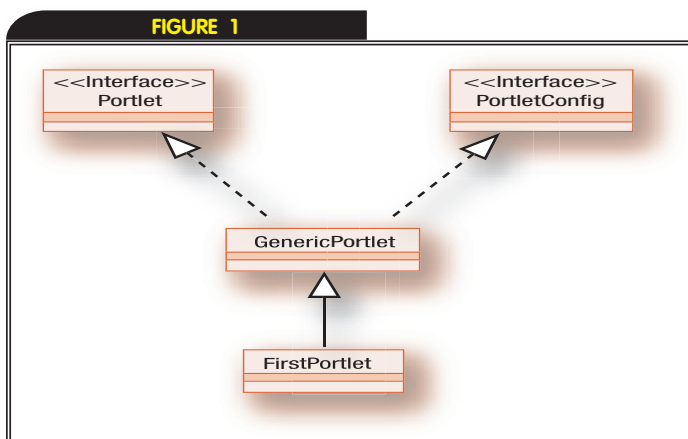 FIGURE 1
<<Interface>>
Portlet
<<Interface>>
PortletConfig
GenericPortlet
FirstPortlet